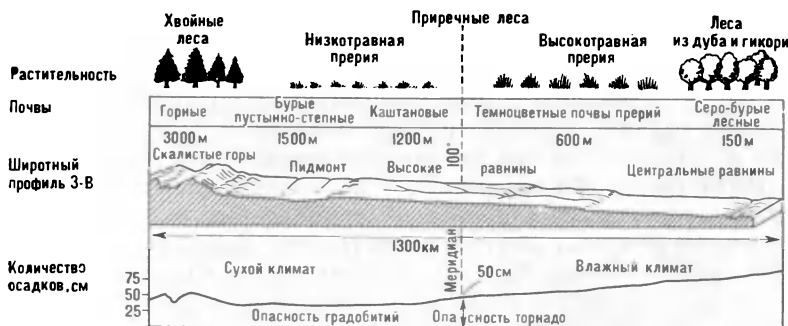 Приречные леса
Хвойные леса
Низкотравная прерия
Высокотравная прерия
Леса из дуба и гикори
Растительность
Почвы
Горные
Бурые пустынно-степные
Каштановые
Темноцветные почвы прерий
Серо-бурые лесные
3000 м
1500 м
1200 м
100°
600 м
150 м
Широтный профиль З-В
Скалистые горы
Пидмонт
Высокие равнины
Центральные равнины
1300 км
Меридиан
Количество осадков, см
75
50
25
Сухой климат
50 см
Влажный климат
Опасность градобитий
Опасность торнадо